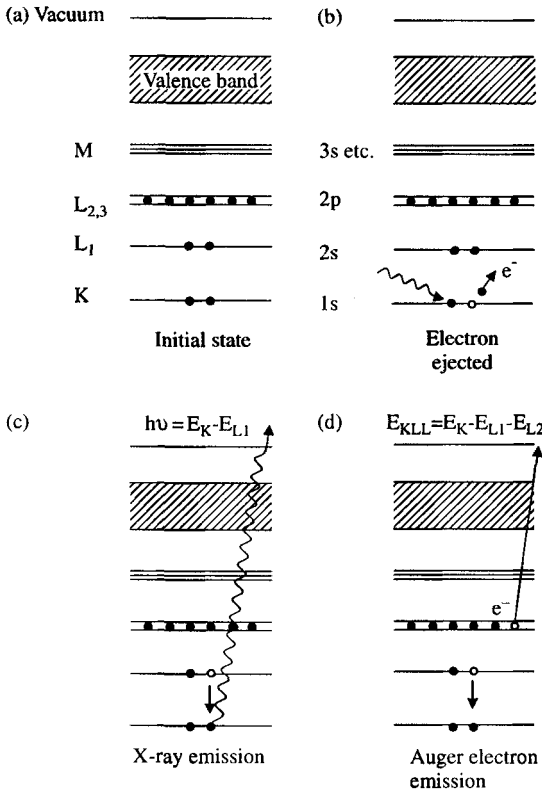 (a) Vacuum
Valence band
M
L2,3
L1
K
Initial state
(b)
3s etc.
2p
2s
e−
1s
Electron
ejected
(c)
hυ = EK-EL1
X-ray emission
(d)
EKLL=EK-EL1-EL2
e−
Auger electron
emission